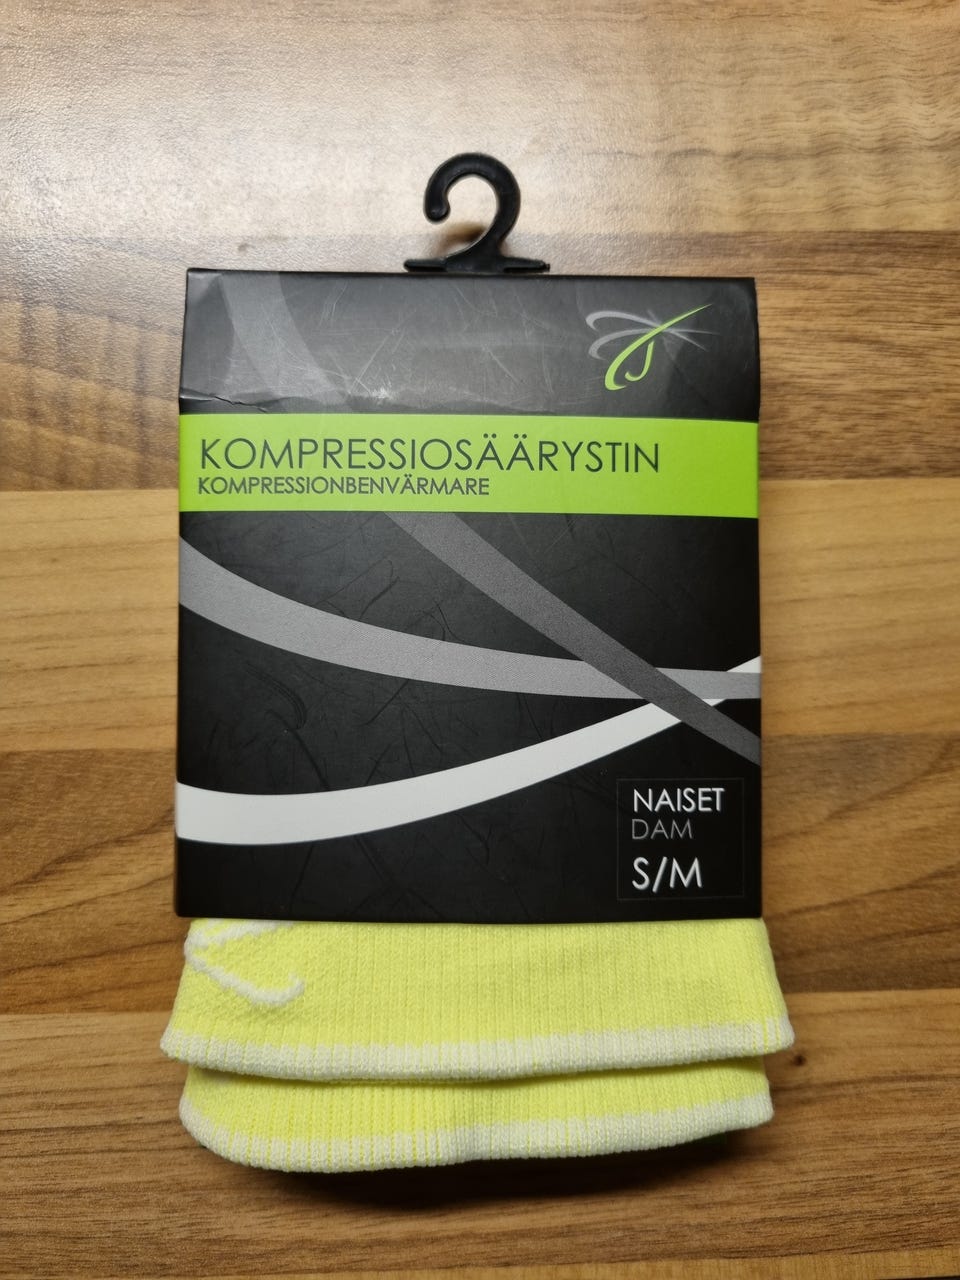 KOMPRESSIOSÄÄRYSTIN
KOMPRESSIONBENVÄRMARE
NAISET
DAM
S/M